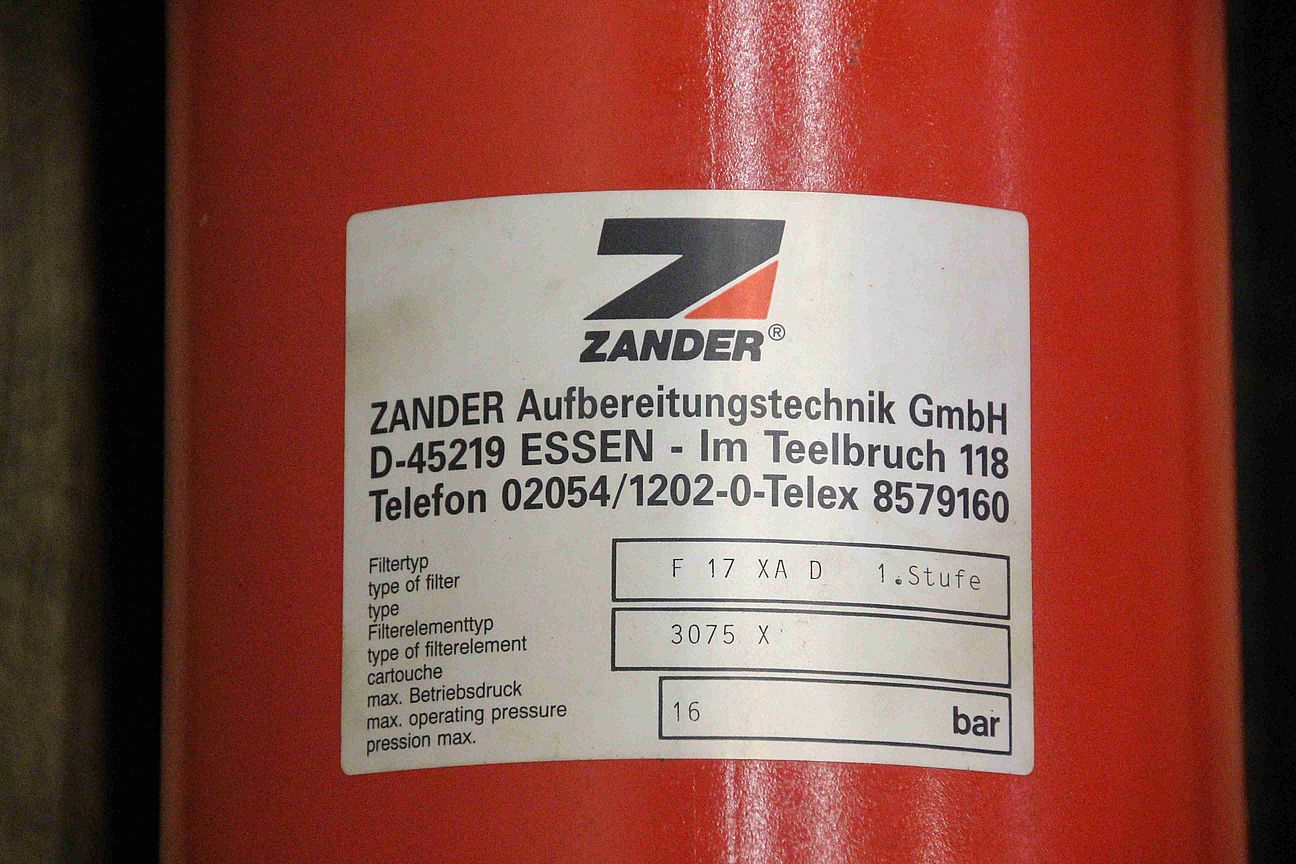 ZANDER®
ZANDER Aufbereitungstechnik GmbH
D-45219 ESSEN - Im Teelbruch 118
Telefon 02054/1202-0-Telex 8579160
Filtertyp
type of filter
type
F 17 XA D 1.Stufe
Filterelementtyp
type of filterelement
cartouche
3075 X
max. Betriebsdruck
max. operating pressure
pression max.
16 bar